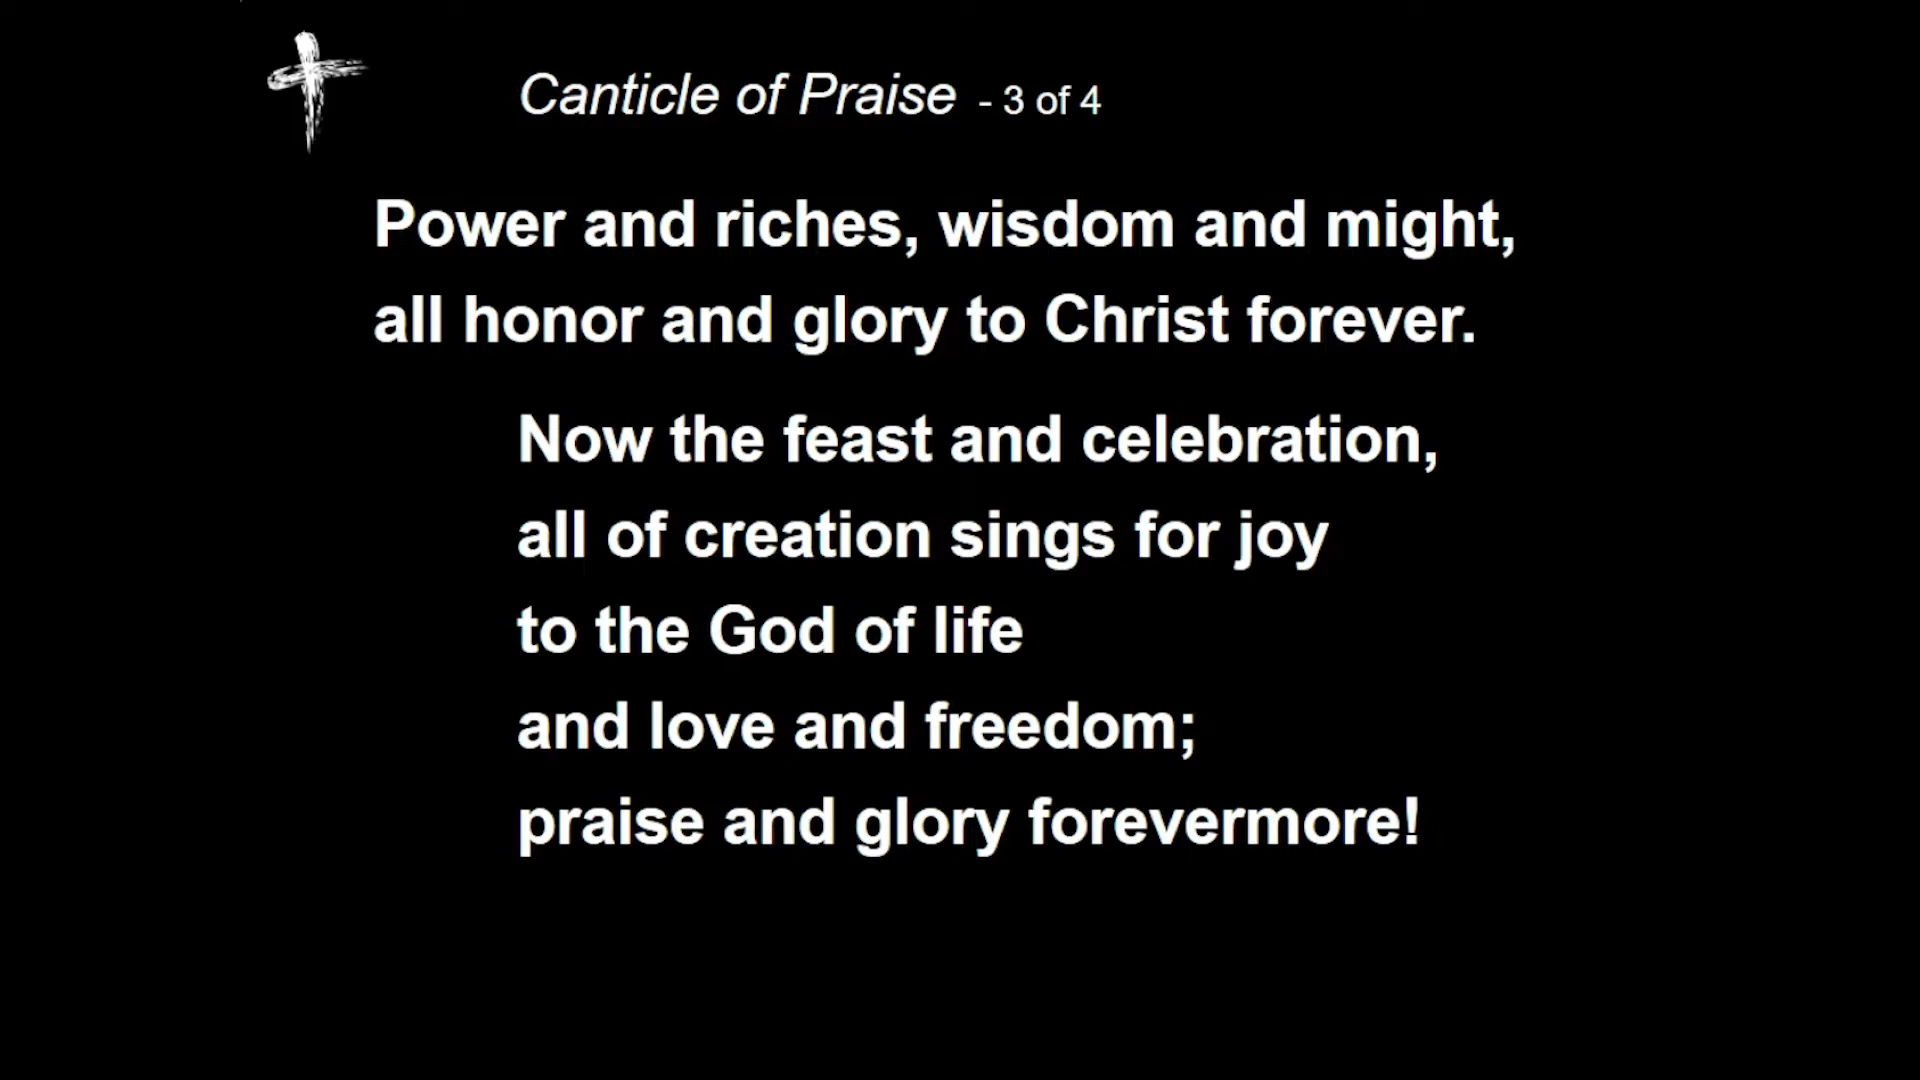 Canticle of Praise - 3 of 4
Power and riches, wisdom and might,
all honor and glory to Christ forever.
Now the feast and celebration,
all of creation sings for joy
to the God of life
and love and freedom;
praise and glory forevermore!